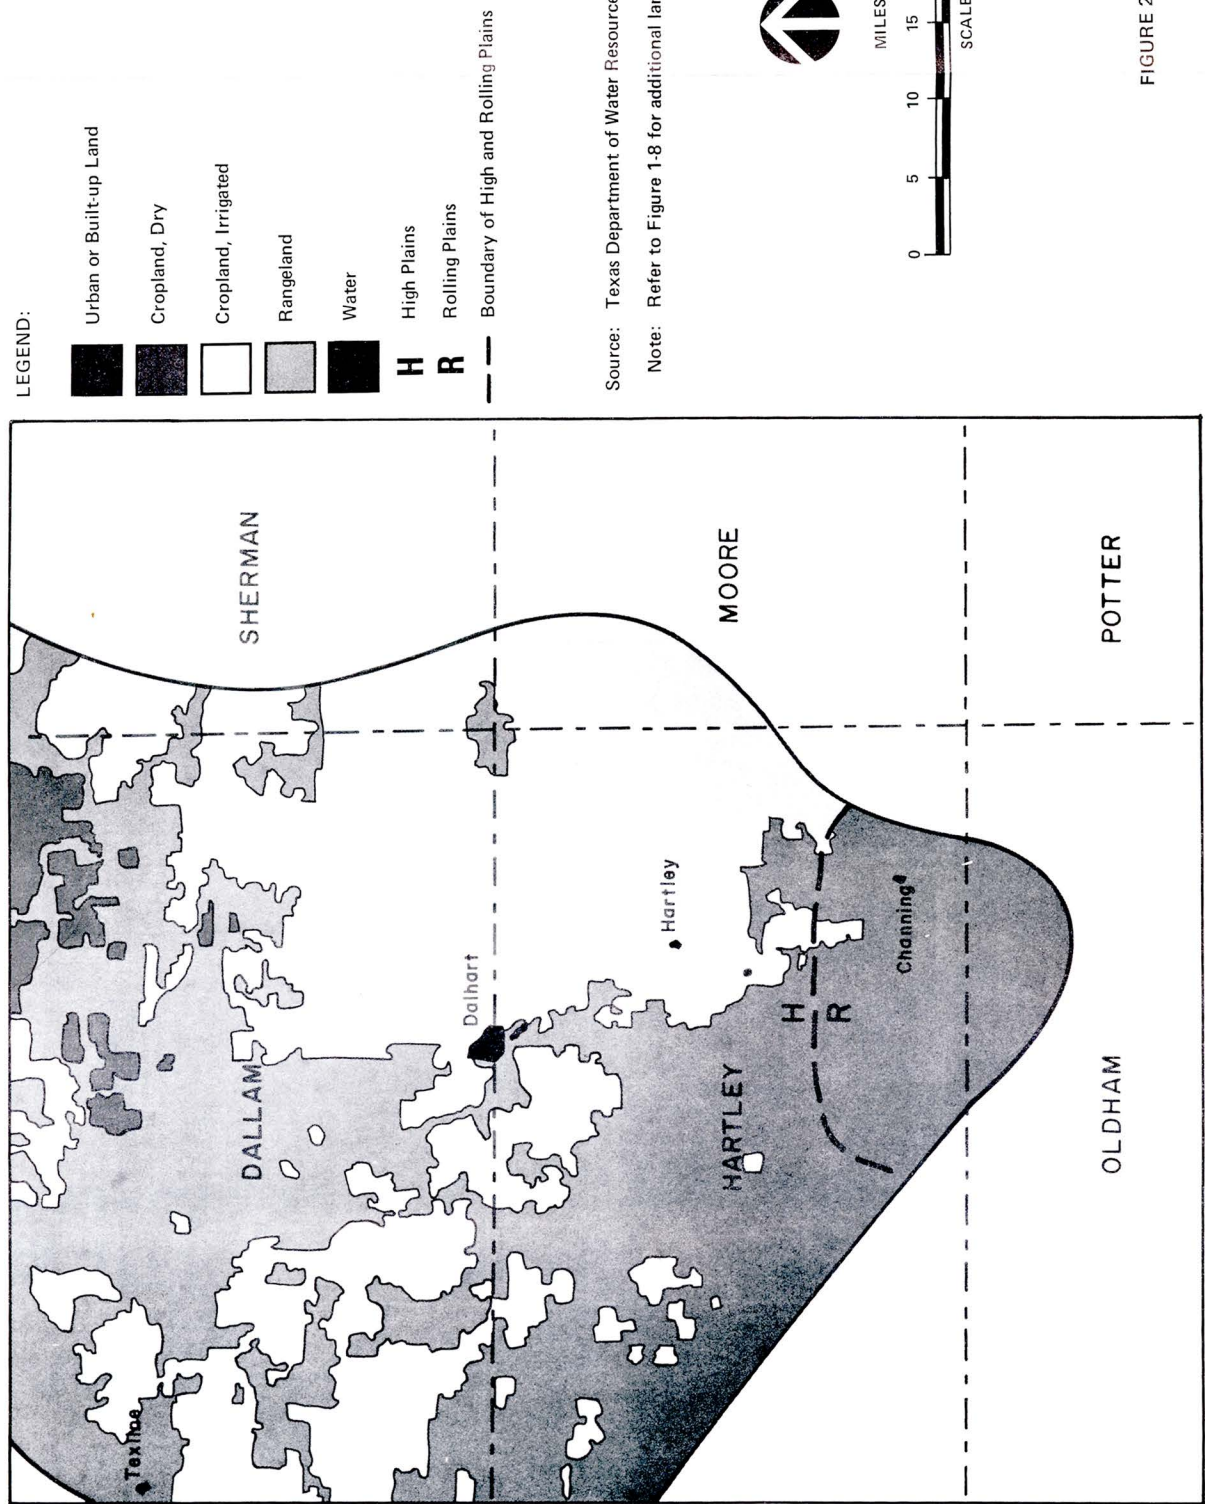 LEGEND:
Urban or Built-up Land
Cropland, Dry
Cropland, Irrigated
Rangeland
Water
H High Plains
R Rolling Plains
Boundary of High and Rolling Plains
Source: Texas Department of Water Resource
Note: Refer to Figure 1-8 for additional lan
MILES
0 5 10 15
SCALE
FIGURE 2
SHERMAN
MOORE
POTTER
DALLAM
HARTLEY
OLDHAM
Texline
Dalhart
Hartley
Channing
H
R